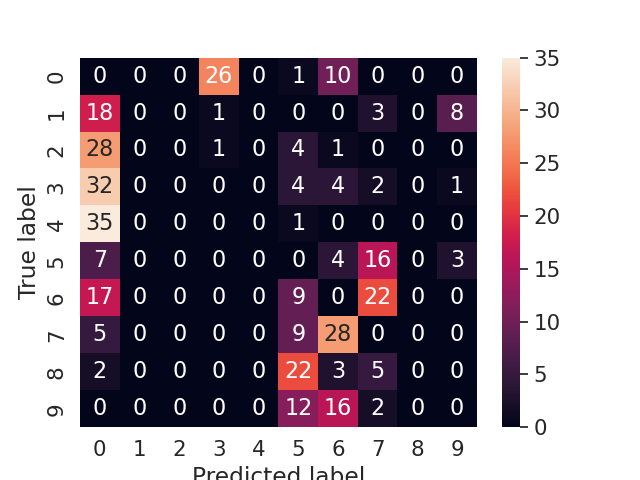 0 0 0 0 26 0 1 10 0 0 0
1 18 0 0 1 0 0 0 3 0 8
2 28 0 0 1 0 4 1 0 0 0
3 32 0 0 0 0 4 4 2 0 1
4 35 0 0 0 0 1 0 0 0 0
5 7 0 0 0 0 0 4 16 0 3
6 17 0 0 0 0 9 0 22 0 0
7 5 0 0 0 0 9 28 0 0 0
8 2 0 0 0 0 22 3 5 0 0
9 0 0 0 0 0 12 16 2 0 0
0 1 2 3 4 5 6 7 8 9
True label
Predicted label
35
30
25
20
15
10
5
0